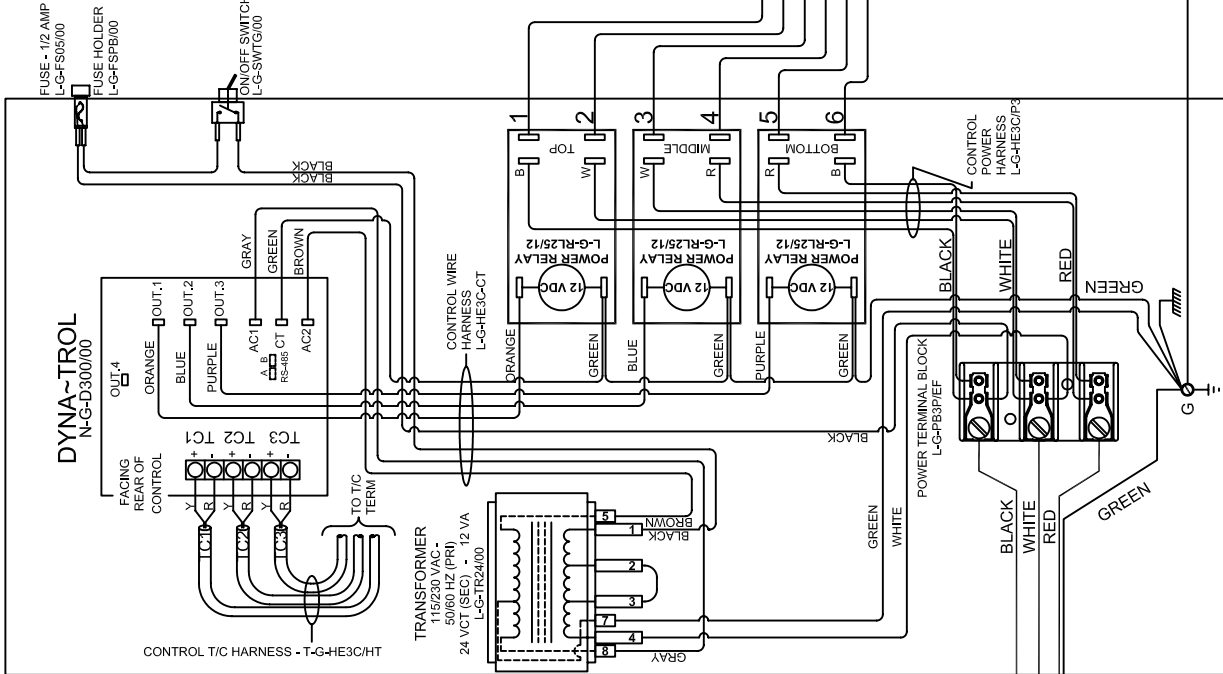 FUSE - 1/2 AMP
L-G-FS05/00
FUSE HOLDER
L-G-FSPB/00
ON/OFF SWITCH
L-G-SWTG/00
BLACK
BLACK
DYNA~TROL
N-G-D300/00
OUT.4
OUT.1
OUT.2
OUT.3
ORANGE
BLUE
PURPLE
AC1
CT
AC2
A B
RS-485
GRAY
GREEN
BROWN
TC1
TC2
TC3
+ - + - + -
FACING
REAR OF
CONTROL
Y R Y R Y R
C1
C2
C3
TO T/C
TERM
CONTROL T/C HARNESS - T-G-HE3C/HT
CONTROL WIRE
HARNESS
L-G-HE3C-CT
1 2 3 4 5 6
TOP
MIDDLE
BOTTOM
B W W R R B
POWER RELAY
L-G-RL25/12
12 VDC
POWER RELAY
L-G-RL25/12
12 VDC
POWER RELAY
L-G-RL25/12
12 VDC
ORANGE
GREEN
BLUE
GREEN
PURPLE
GREEN
CONTROL
POWER
HARNESS
L-G-HE3C/P3
BLACK
WHITE
RED
GREEN
BLACK
POWER TERMINAL BLOCK
L-G-PB3P/EF
TRANSFORMER
115/230 VAC -
50/60 HZ (PRI)
24 VCT (SEC) - 12 VA
L-G-TR24/00
5
1
2
3
7
4
8
BROWN
BLACK
GRAY
GREEN
WHITE
BLACK
WHITE
RED
GREEN
G